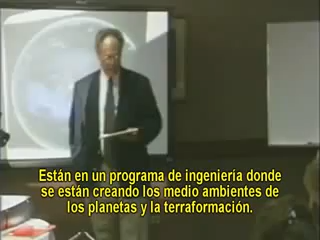 Están en un programa de ingeniería donde
se están creando los medio ambientes de
los planetas y la terraformación.